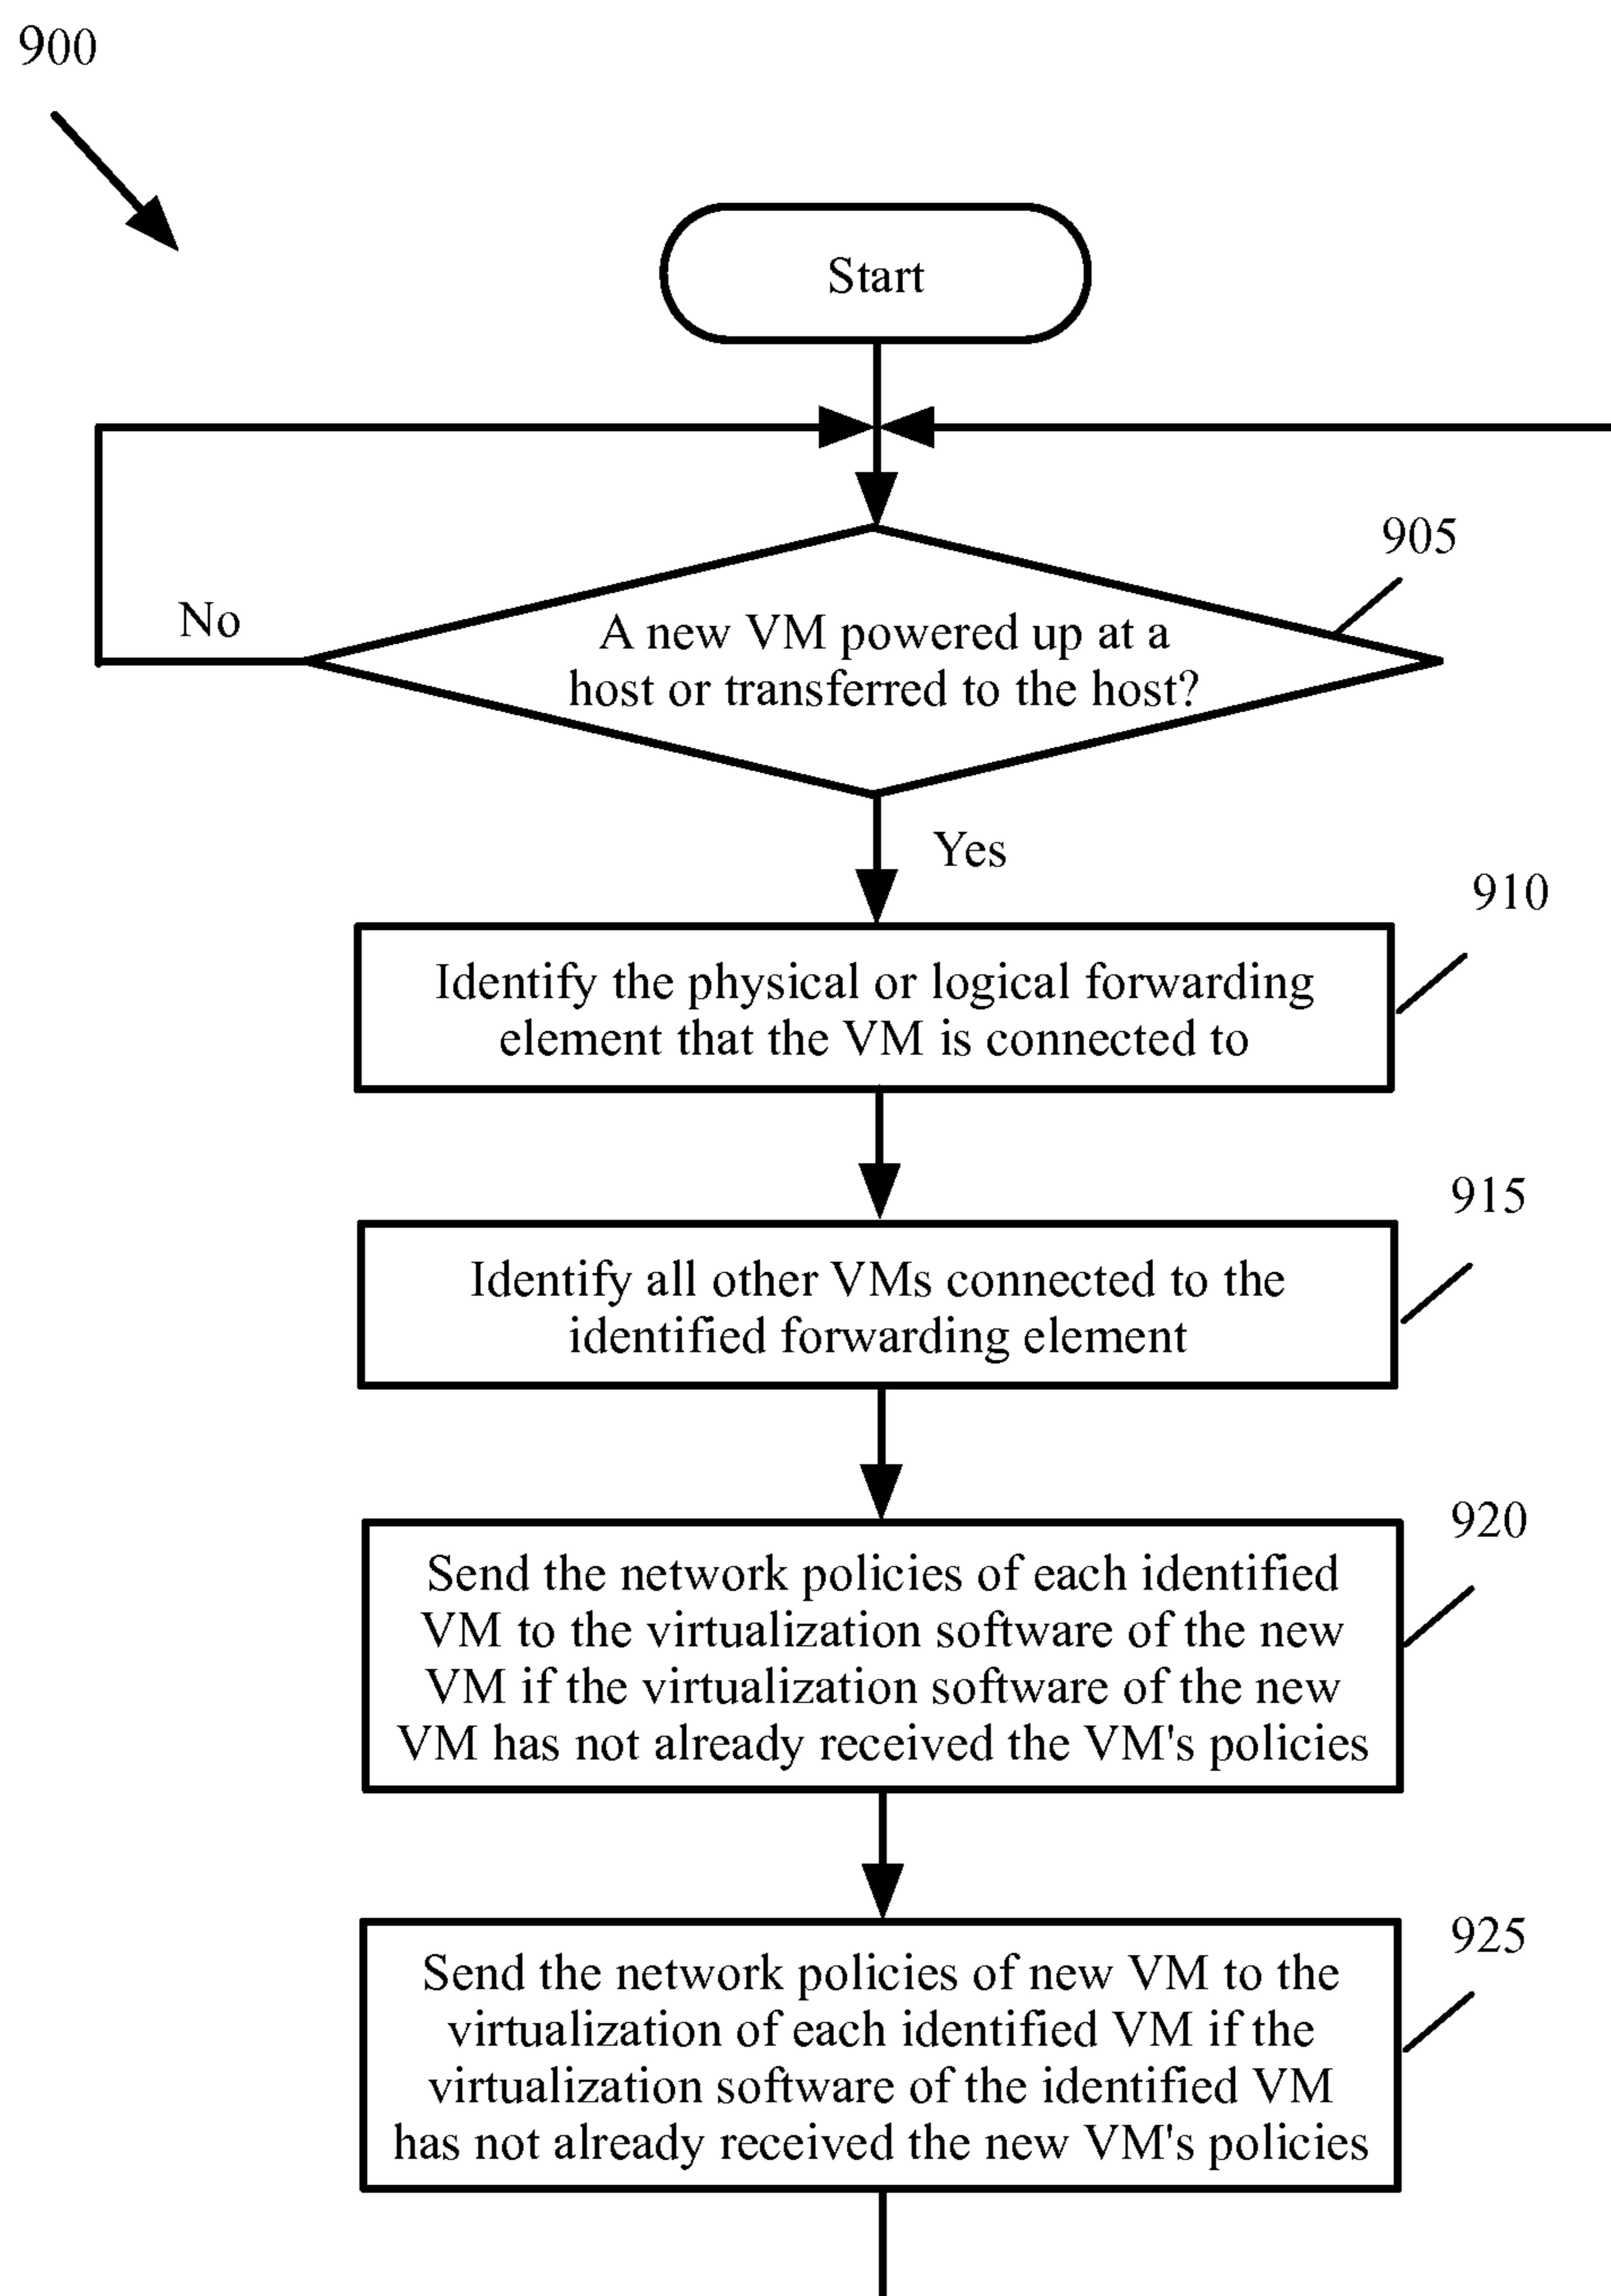 900
Start
905
No
A new VM powered up at a
host or transferred to the host?
Yes
910
Identify the physical or logical forwarding
element that the VM is connected to
915
Identify all other VMs connected to the
identified forwarding element
920
Send the network policies of each identified
VM to the virtualization software of the new
VM if the virtualization software of the new
VM has not already received the VM's policies
925
Send the network policies of new VM to the
virtualization of each identified VM if the
virtualization software of the identified VM
has not already received the new VM's policies